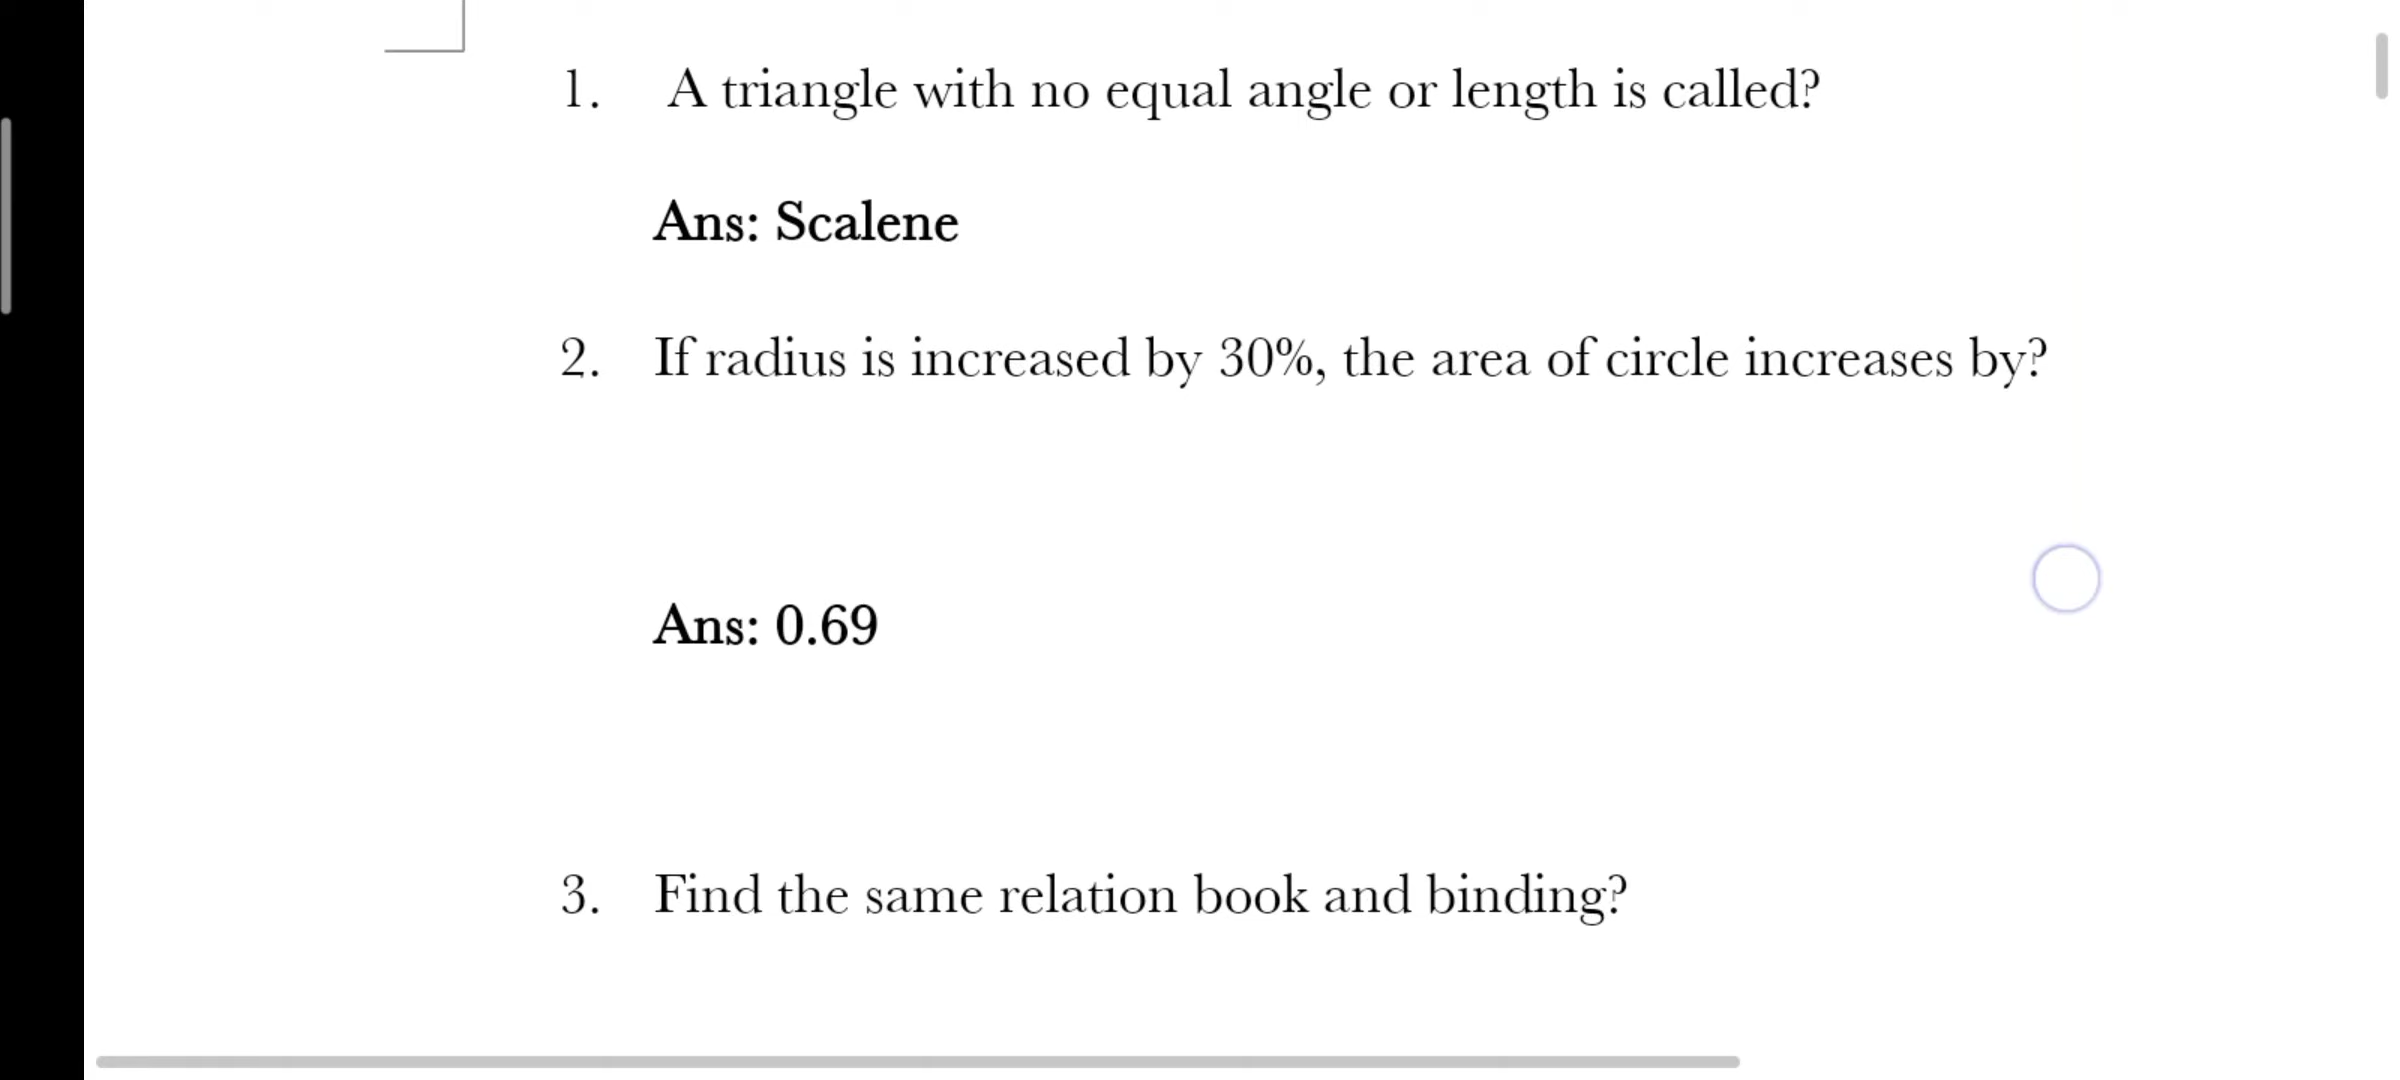 1. A triangle with no equal angle or length is called?
Ans: Scalene
2. If radius is increased by 30%, the area of circle increases by?
Ans: 0.69
3. Find the same relation book and binding?